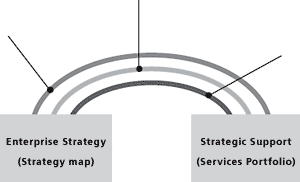 Enterprise Strategy
(Strategy map)
Strategic Support
(Services Portfolio)